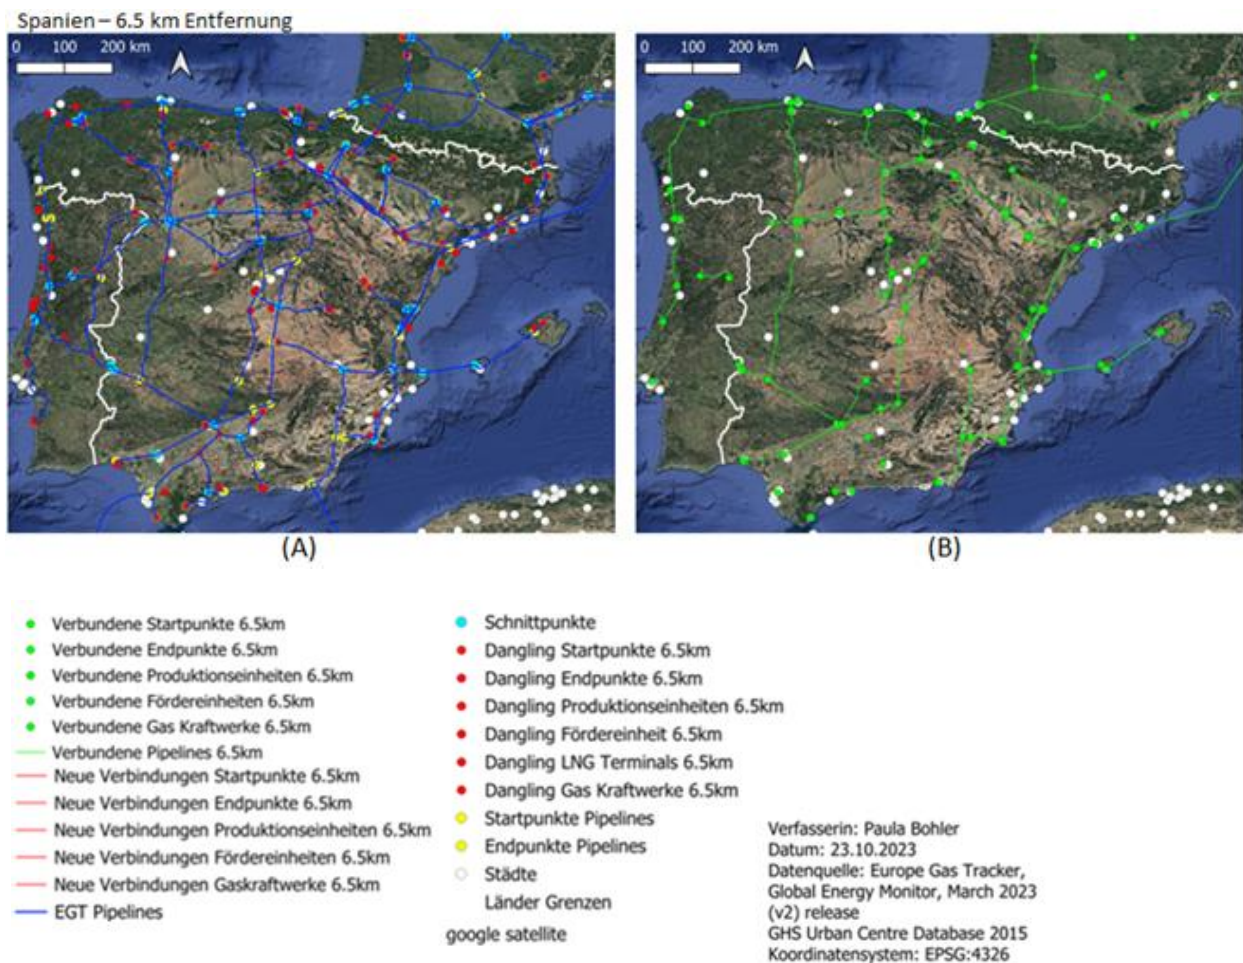 Spanien – 6.5 km Entfernung
0 100 200 km
0 100 200 km
(A)
(B)
Verbundene Startpunkte 6.5km
Verbundene Endpunkte 6.5km
Verbundene Produktionseinheiten 6.5km
Verbundene Fördereinheiten 6.5km
Verbundene Gas Kraftwerke 6.5km
Verbundene Pipelines 6.5km
Neue Verbindungen Startpunkte 6.5km
Neue Verbindungen Endpunkte 6.5km
Neue Verbindungen Produktionseinheiten 6.5km
Neue Verbindungen Fördereinheiten 6.5km
Neue Verbindungen Gaskraftwerke 6.5km
EGT Pipelines
Schnittpunkte
Dangling Startpunkte 6.5km
Dangling Endpunkte 6.5km
Dangling Produktionseinheiten 6.5km
Dangling Fördereinheit 6.5km
Dangling LNG Terminals 6.5km
Dangling Gas Kraftwerke 6.5km
Startpunkte Pipelines
Endpunkte Pipelines
Städte
Länder Grenzen
google satellite
Verfasserin: Paula Bohler
Datum: 23.10.2023
Datenquelle: Europe Gas Tracker,
Global Energy Monitor, March 2023
(v2) release
GHS Urban Centre Database 2015
Koordinatensystem: EPSG:4326